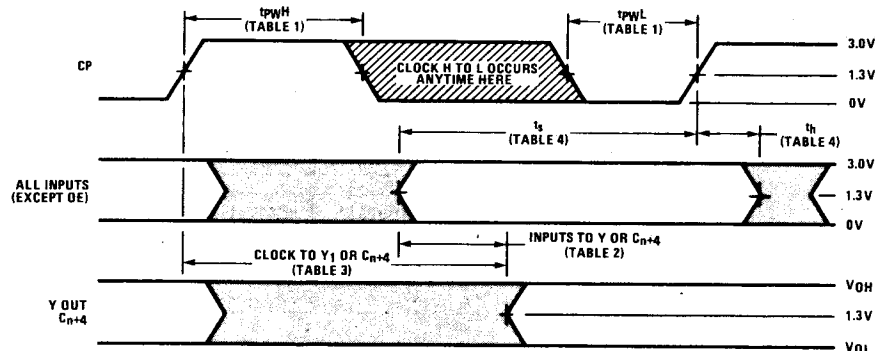 tPWH
(TABLE 1)
tPWL
(TABLE 1)
CP
CLOCK H TO L OCCURS
ANYTIME HERE
3.0V
1.3V
0V
ts
(TABLE 4)
th
(TABLE 4)
ALL INPUTS
(EXCEPT OE)
3.0V
1.3V
0V
CLOCK TO Y1 OR Cn+4
(TABLE 3)
INPUTS TO Y OR Cn+4
(TABLE 2)
Y OUT
Cn+4
VOH
1.3V
VOL